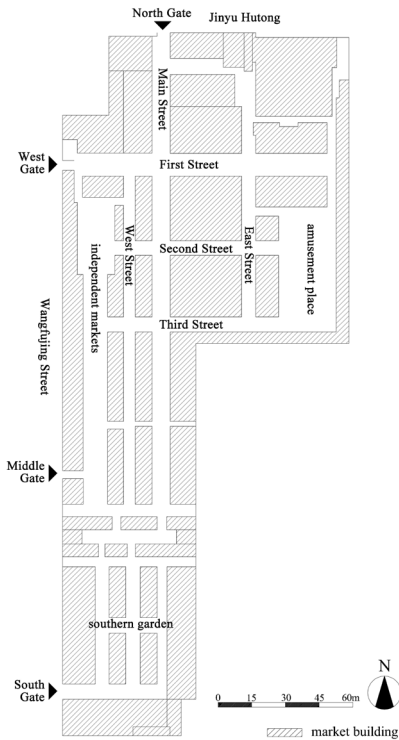 North Gate
Jinyu Hutong
Main Street
West
Gate
First Street
West Street
Second Street
East Street
independent markets
amusement place
Wangfujing Street
Third Street
Middle
Gate
southern garden
South
Gate
N
0 15 30 45 60m
market building